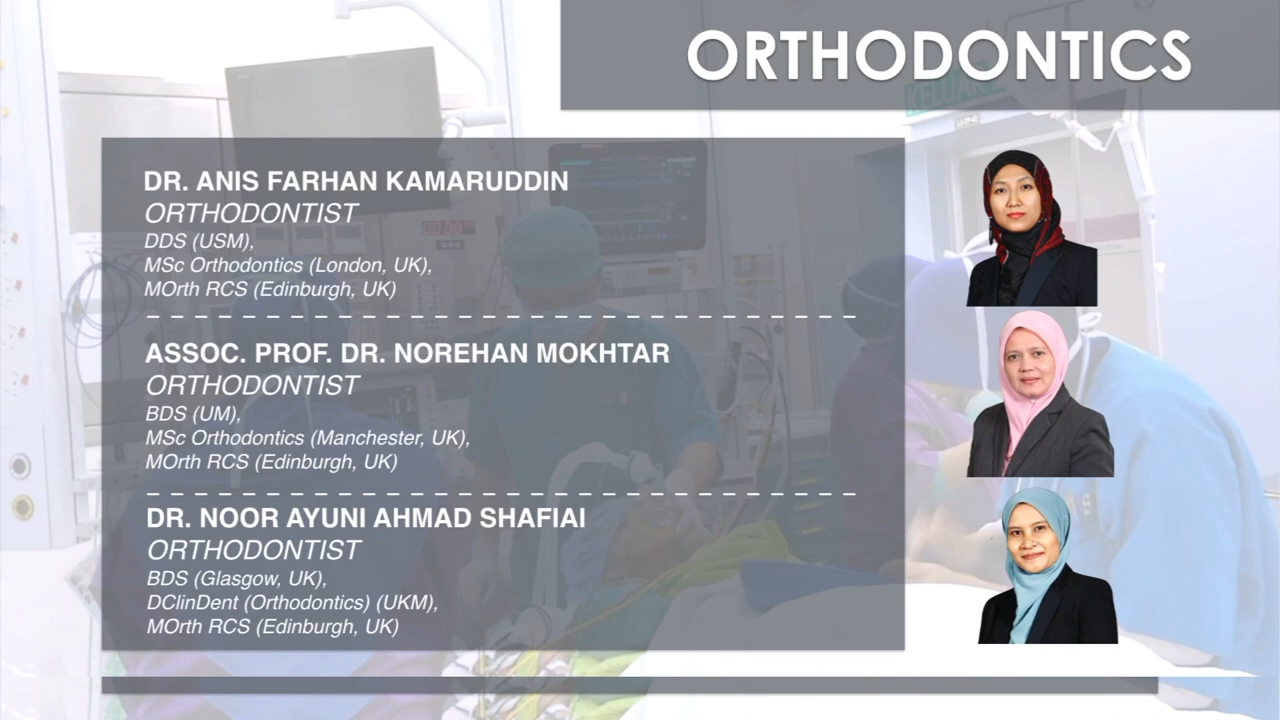 ORTHODONTICS
KELUAR
DR. ANIS FARHAN KAMARUDDIN
ORTHODONTIST
DDS (USM),
MSc Orthodontics (London, UK),
MOrth RCS (Edinburgh, UK)
ASSOC. PROF. DR. NOREHAN MOKHTAR
ORTHODONTIST
BDS (UM),
MSc Orthodontics (Manchester, UK),
MOrth RCS (Edinburgh, UK)
DR. NOOR AYUNI AHMAD SHAFIAI
ORTHODONTIST
BDS (Glasgow, UK),
DClinDent (Orthodontics) (UKM),
MOrth RCS (Edinburgh, UK)